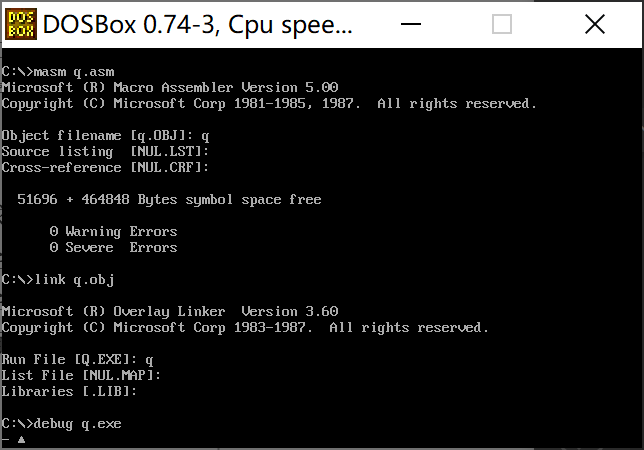 DOS BOX DOSBox 0.74-3, Cpu spee...
C:\>masm q.asm
Microsoft (R) Macro Assembler Version 5.00
Copyright (C) Microsoft Corp 1981-1985, 1987.  All rights reserved.
Object filename [q.OBJ]: q
Source listing  [NUL.LST]:
Cross-reference [NUL.CRF]:
51696 + 464848 Bytes symbol space free
0 Warning Errors
0 Severe  Errors
C:\>link q.obj
Microsoft (R) Overlay Linker  Version 3.60
Copyright (C) Microsoft Corp 1983-1987.  All rights reserved.
Run File [Q.EXE]: q
List File [NUL.MAP]:
Libraries [.LIB]:
C:\>debug q.exe
- ▲